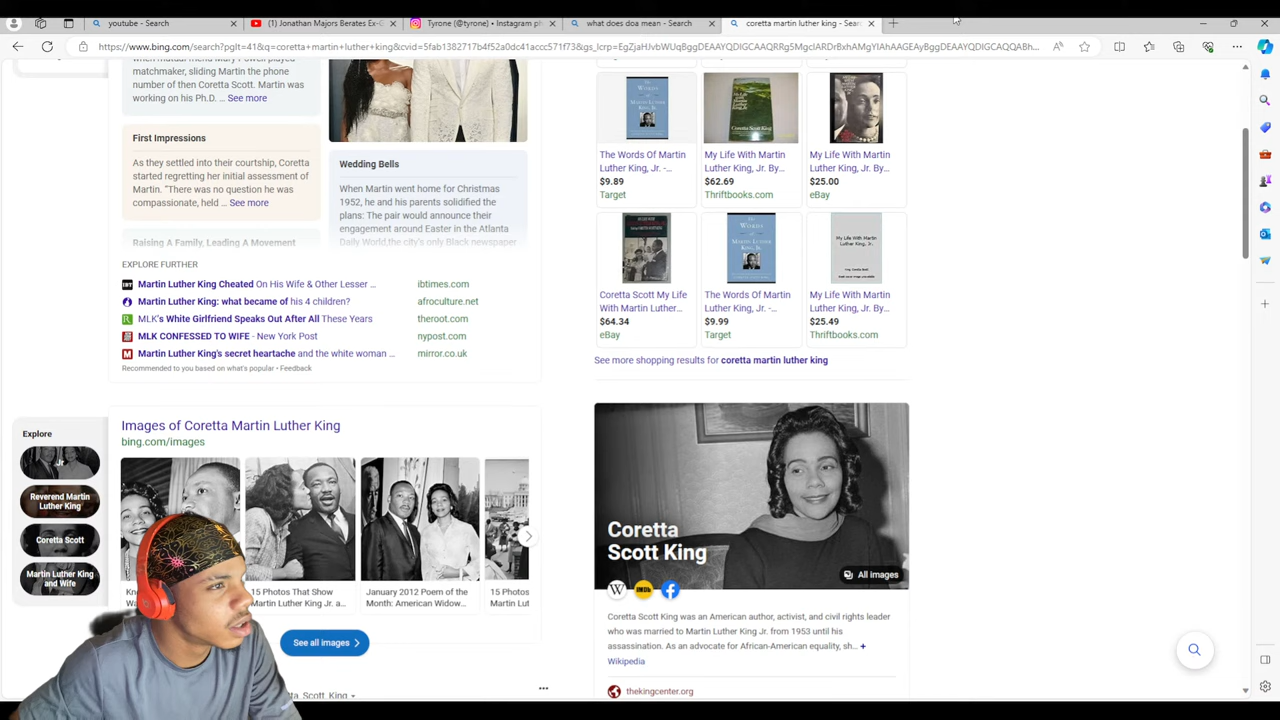 youtube - Search
(1) Jonathan Majors Berates Ex-G
Tyrone (@tyrone) • Instagram ph
what does doa mean - Search
coretta martin luther king - Sear
https://www.bing.com/search?pglt=41&q=coretta+martin+luther+king&cvid=5fab1382717b4f52a0dc41accc571f73&gs_lcrp=EgZjaHJvbWUqBggDEAAYQDIGCAAQRRg5MgcIARDrBxhAMgYIAhAAGEAyBggDEAAYQDIGCAQQABh...
matchmaker, sliding Martin the phone
number then of Coretta Scott. Martin was
working on his Ph.D. See more
First Impressions
As they settled into their courtship, Coretta
started regretting her initial assessment of
Martin. "There was no question he was
compassionate, held ... See more
Raising A Family, Leading A Movement
Wedding Bells
When Martin went home for Christmas
1952, he and his parents solidified the
plans: The pair would announce their
engagement around Easter in the Atlanta
Daily World,the city's only Black newspaper
EXPLORE FURTHER
Martin Luther King Cheated On His Wife & Other Lesser ... ibtimes.com
Martin Luther King: what became of his 4 children? afroculture.net
MLK's White Girlfriend Speaks Out After All These Years theroot.com
MLK CONFESSED TO WIFE - New York Post nypost.com
Martin Luther King's secret heartache and the white woman ... mirror.co.uk
Recommended to you based on what's popular • Feedback
The Words Of Martin
Luther King, Jr. -...
$9.89
Target
My Life With Martin
Luther King, Jr. By...
$62.69
Thriftbooks.com
My Life With Martin
Luther King, Jr. By...
$25.00
eBay
Coretta Scott My Life
With Martin Luther...
$64.34
eBay
The Words Of Martin
Luther King, Jr. -...
$9.99
Target
My Life With Martin
Luther King, Jr. By...
$25.49
Thriftbooks.com
See more shopping results for coretta martin luther king
Explore
Jr
Reverend Martin
Luther King
Coretta Scott
Martin Luther King
and Wife
Images of Coretta Martin Luther King
bing.com/images
15 Photos That Show
Martin Luther King Jr. a...
January 2012 Poem of the
Month: American Widow...
15 Photos
Martin Lut
See all images
Coretta
Scott King
All images
Coretta Scott King was an American author, activist, and civil rights leader
who was married to Martin Luther King Jr. from 1953 until his
assassination. As an advocate for African-American equality, sh... +
Wikipedia
thekingcenter.org